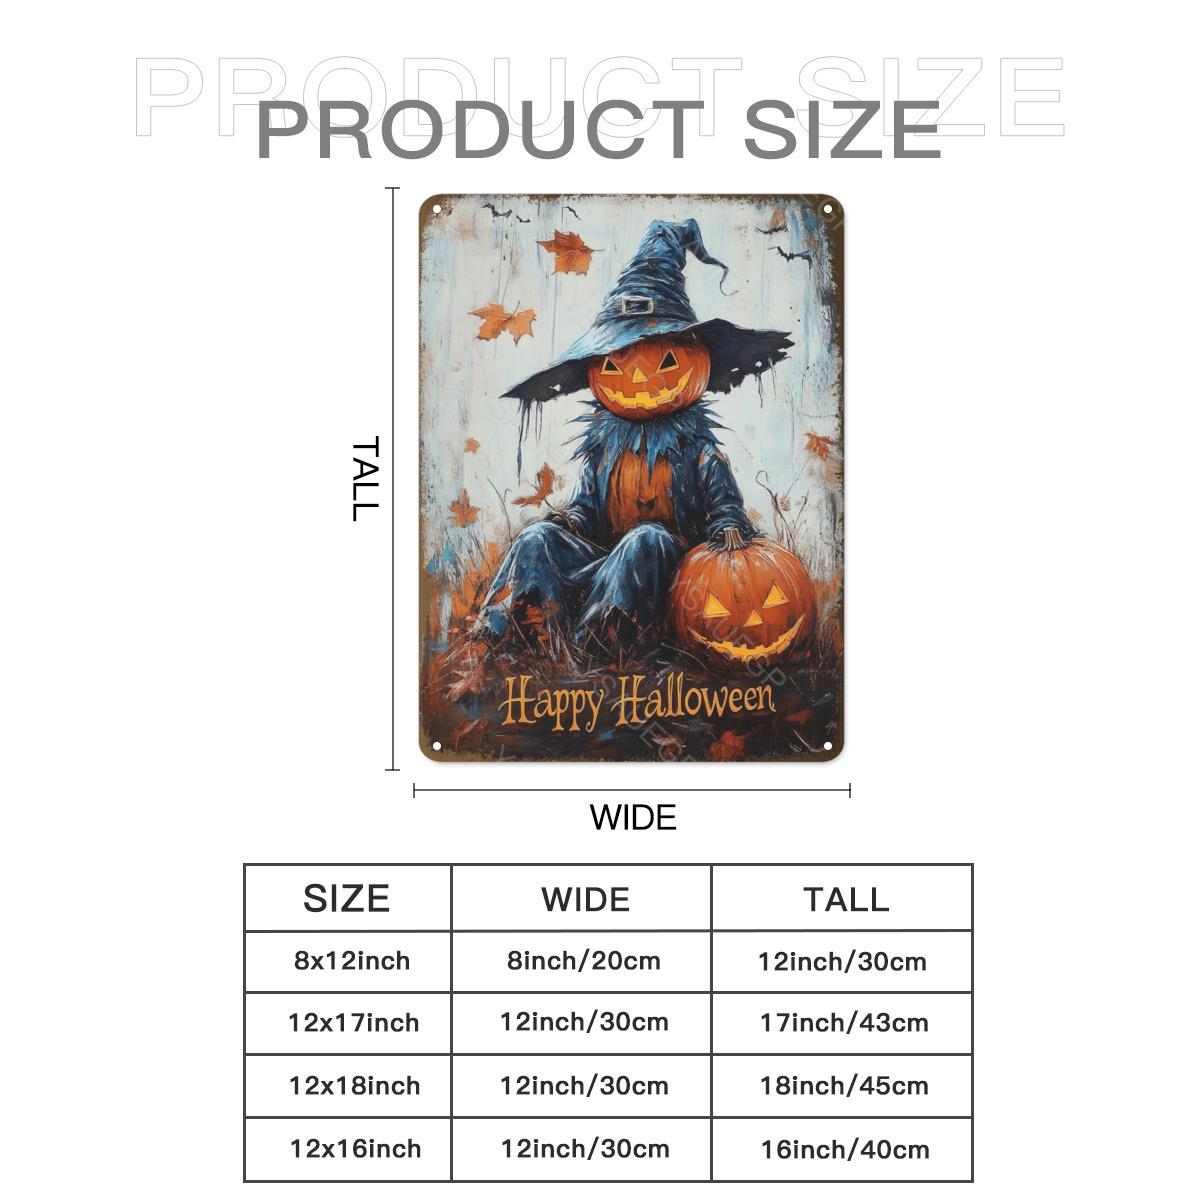 PRODUCT SIZE
PRODUCT SIZE
TALL
Happy Halloween
YSXUEGP
WIDE
SIZE WIDE TALL
8x12inch 8inch/20cm 12inch/30cm
12x17inch 12inch/30cm 17inch/43cm
12x18inch 12inch/30cm 18inch/45cm
12x16inch 12inch/30cm 16inch/40cm